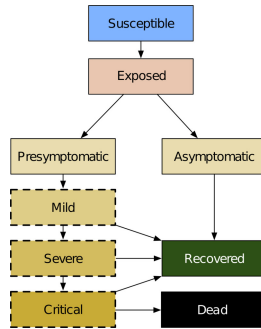 Susceptible
Exposed
Presymptomatic
Asymptomatic
Mild
Severe
Recovered
Critical
Dead